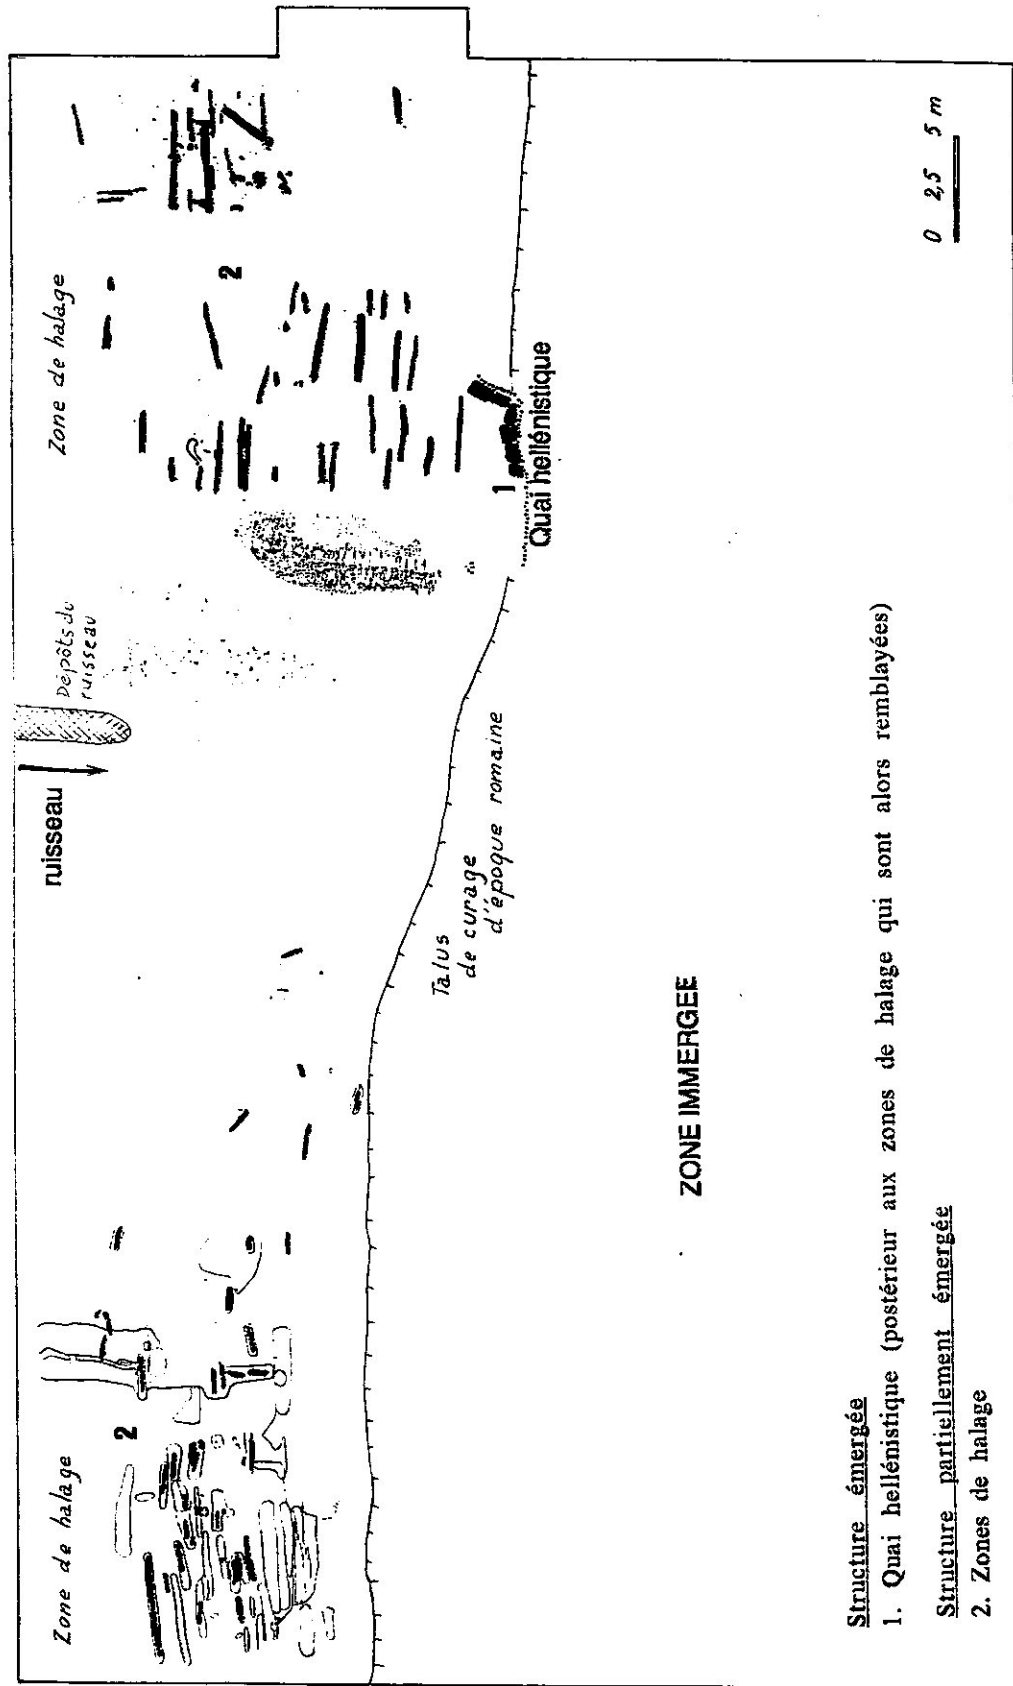 Zone de halage
2
ruisseau
Dépôts du
ruisseau
Zone de halage
2
1
Quai hellénistique
Talus
de curage
d'époque romaine
ZONE IMMERGEE
0 2,5 5 m
Structure émergée
1. Quai hellénistique (postérieur aux zones de halage qui sont alors remblayées)
Structure partiellement émergée
2. Zones de halage